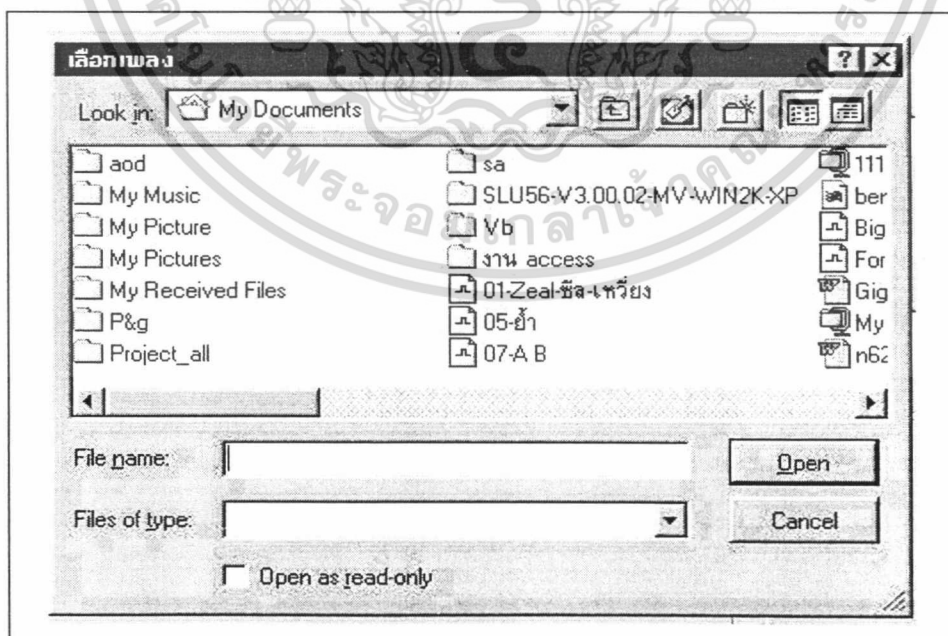 เลือกเพลง
Look in: My Documents
aod
My Music
My Picture
My Pictures
My Received Files
P&g
Project_all
sa
SLU56-V3.00.02-MV-WIN2K-XP
Vb
งาน access
01-Zeal-ซีล-เหวี่ยง
05-ย้ำ
07-A B
111
ber
Big
For
Gig
My
n62
File name:
Open
Files of type:
Cancel
Open as read-only